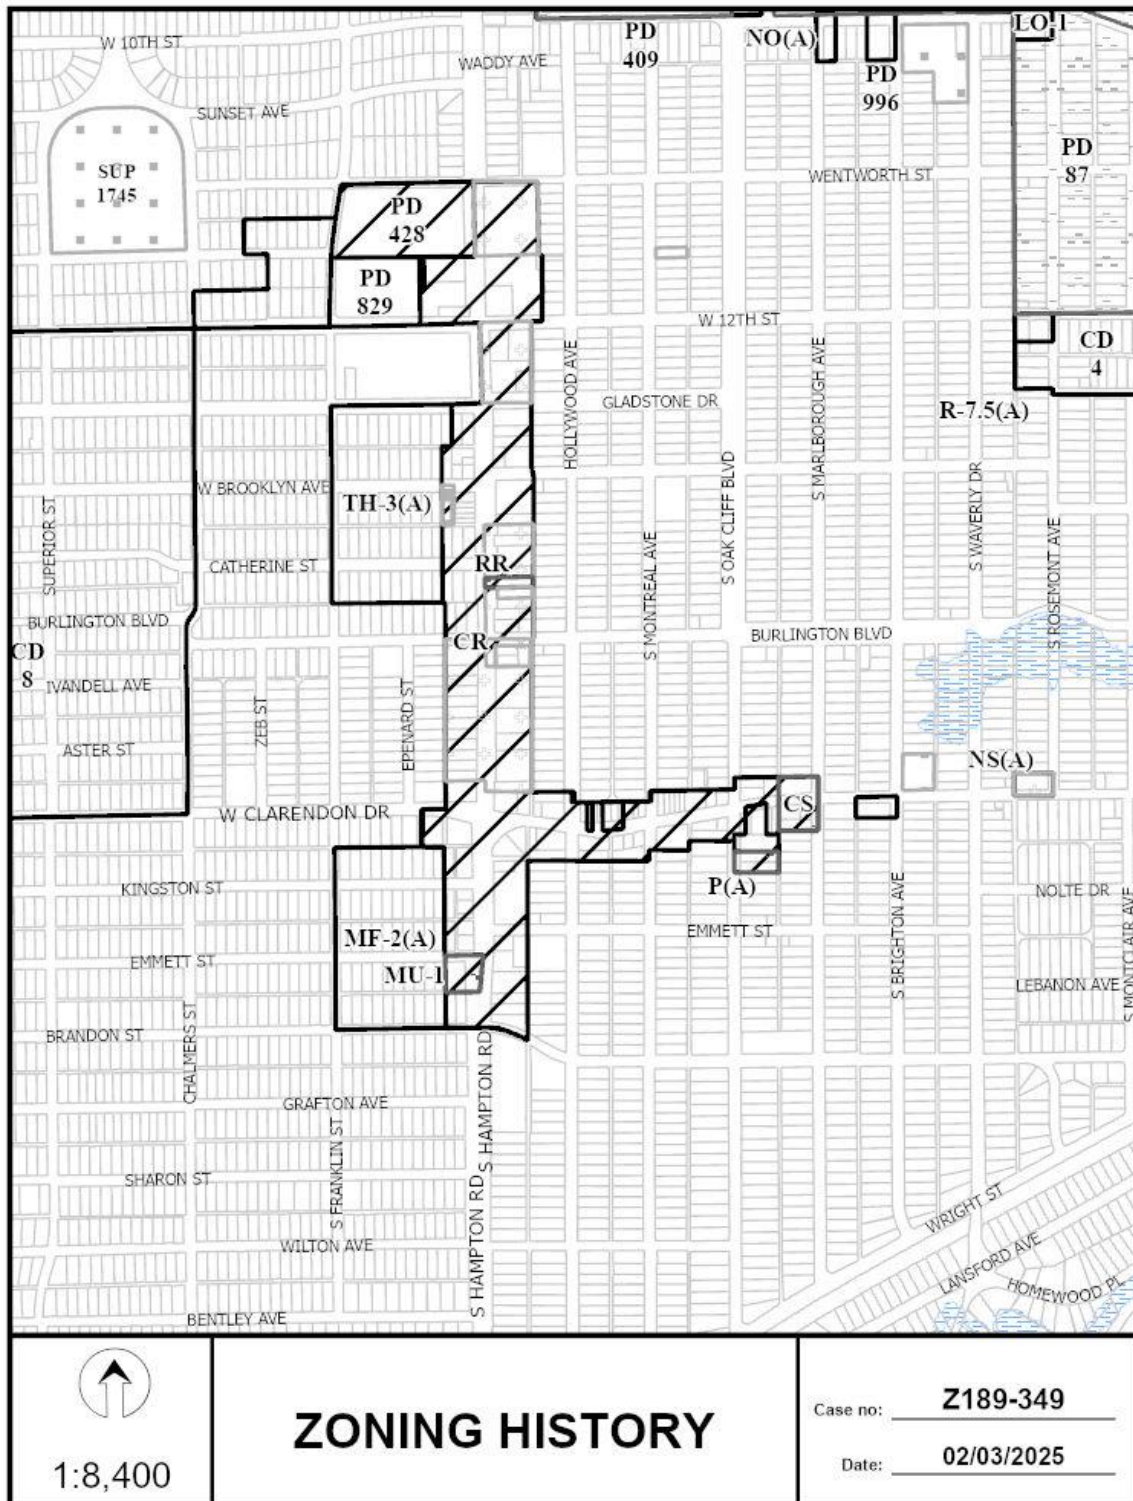 W 10TH ST
WADDY AVE
PD
409
NO(A)
LO-1
PD
996
SUNSET AVE
SUP
1745
PD
87
WENTWORTH ST
PD
428
PD
829
W 12TH ST
CD
4
HOLLYWOOD AVE
S MARLBOROUGH AVE
GLADSTONE DR
R-7.5(A)
W BROOKLYN AVE
TH-3(A)
S OAK CLIFF BLVD
S WAVERLY DR
SUPERIOR ST
CATHERINE ST
RR
S MONTREAL AVE
S ROSEMONT AVE
BURLINGTON BLVD
CR
BURLINGTON BLVD
CD
8
IVANDELL AVE
ZEB ST
EPENARD ST
ASTER ST
NS(A)
W CLARENDON DR
CS
KINGSTON ST
P(A)
NOLTE DR
EMMETT ST
MF-2(A)
EMMETT ST
S BRIGHTON AVE
S MONTCLAIR AVE
MU-1
LEBANON AVE
BRANDON ST
CHALMERS ST
S HAMPTON RD
GRAFTON AVE
S FRANKLIN ST
SHARON ST
S HAMPTON RD
WRIGHT ST
WILTON AVE
LANSFORD AVE
HOMEWOOD PL
BENTLEY AVE
1:8,400
ZONING HISTORY
Case no: Z189-349
Date: 02/03/2025